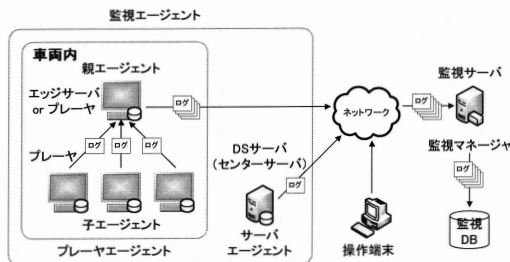 監視エージェント
車両内
親エージェント
エッジサーバ
or プレーヤ
ログ
プレーヤ
ログ
ログ
ログ
子エージェント
プレーヤエージェント
DSサーバ
(センターサーバ)
ログ
サーバ
エージェント
ネットワーク
操作端末
ログ
監視サーバ
監視マネージャ
ログ
監視
DB